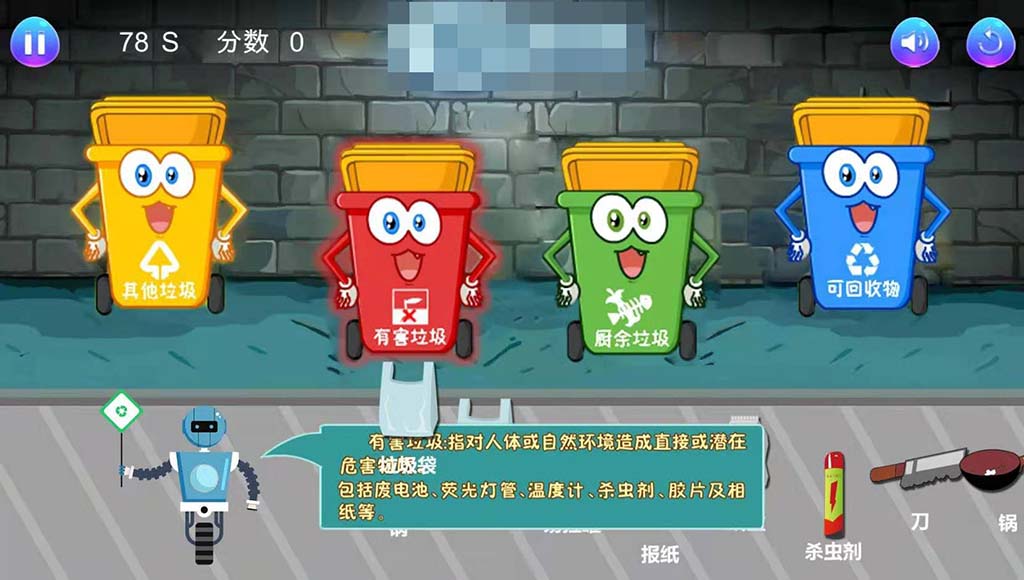 78 S 分数 0
其他垃圾
有害垃圾
厨余垃圾
可回收物
有害垃圾:指对人体或自然环境造成直接或潜在
危害
垃圾袋
包括废电池、荧光灯管、温度计、杀虫剂、胶片及相
纸等。
锅
报纸
杀虫剂
刀
锅